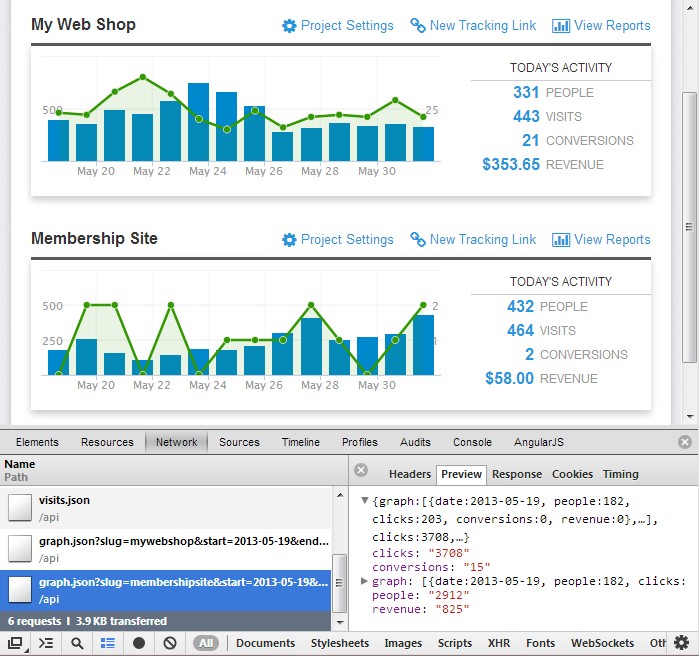 My Web Shop Project Settings New Tracking Link View Reports
TODAY'S ACTIVITY
331 PEOPLE
500 25
443 VISITS
21 CONVERSIONS
$353.65 REVENUE
May 20 May 22 May 24 May 26 May 28 May 30
Membership Site Project Settings New Tracking Link View Reports
TODAY'S ACTIVITY
500 2
432 PEOPLE
464 VISITS
250 1
2 CONVERSIONS
$58.00 REVENUE
May 20 May 22 May 24 May 26 May 28 May 30
Elements Resources Network Sources Timeline Profiles Audits Console AngularJS
Name
Path
visits.json
/api
graph.json?slug=mywebshop&start=2013-05-19&end...
/api
graph.json?slug=membershipsite&start=2013-05-19&...
/api
6 requests | 3.9 KB transferred
Headers Preview Response Cookies Timing
{graph:[{date:2013-05-19, people:182,
clicks:203, conversions:0, revenue:0},…],
clicks:3708,…}
clicks: "3708"
conversions: "15"
graph: [{date:2013-05-19, people:182, clicks:
people: "2912"
revenue: "825"
All Documents Stylesheets Images Scripts XHR Fonts WebSockets Oth